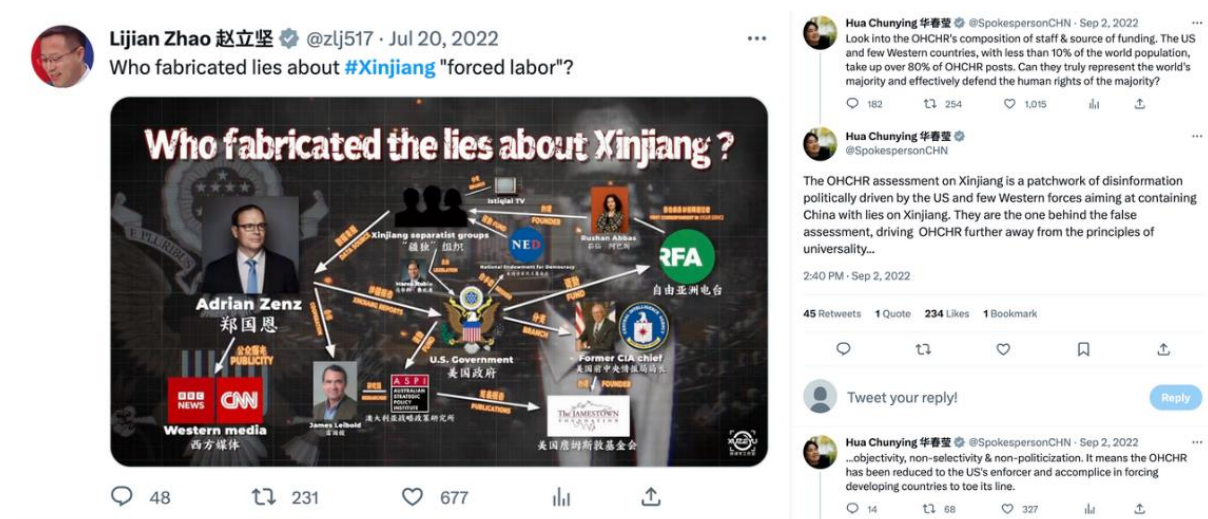 Lijian Zhao 赵立坚 @zlj517 · Jul 20, 2022
Who fabricated lies about #Xinjiang "forced labor"?
Who fabricated the lies about Xinjiang ?
Istiqlal TV
Xinjiang separatist groups
"疆独" 组织
FOUNDER
Rushan Abbas
NED
National Endowment for Democracy
RFA
自由亚洲电台
E PLURIBUS
DATA SOURCE
LEGISLATION
Adrian Zenz
郑国恩
XINJIANG REPORTS
FUND
BRANCH
U.S. Government
美国政府
Former CIA chief
美国前中央情报局局长
FUND
FOUNDER
公众曝光
PUBLICITY
BBC
NEWS
CNN
Western media
西方媒体
James Leibold
ASPI
AUSTRALIAN
STRATEGIC
POLICY
INSTITUTE
澳大利亚战略政策研究所
PUBLICATIONS
The JAMESTOWN
FOUNDATION
美国詹姆斯敦基金会
48 231 677
Hua Chunying 华春莹 @SpokespersonCHN · Sep 2, 2022
Look into the OHCHR's composition of staff & source of funding. The US
and few Western countries, with less than 10% of the world population,
take up over 80% of OHCHR posts. Can they truly represent the world's
majority and effectively defend the human rights of the majority?
182 254 1,015
Hua Chunying 华春莹
@SpokespersonCHN
The OHCHR assessment on Xinjiang is a patchwork of disinformation
politically driven by the US and few Western forces aiming at containing
China with lies on Xinjiang. They are the one behind the false
assessment, driving OHCHR further away from the principles of
universality...
2:40 PM · Sep 2, 2022
45 Retweets 1 Quote 234 Likes 1 Bookmark
Tweet your reply!
Reply
Hua Chunying 华春莹 @SpokespersonCHN · Sep 2, 2022
...objectivity, non-selectivity & non-politicization. It means the OHCHR
has been reduced to the US's enforcer and accomplice in forcing
developing countries to toe its line.
14 68 327